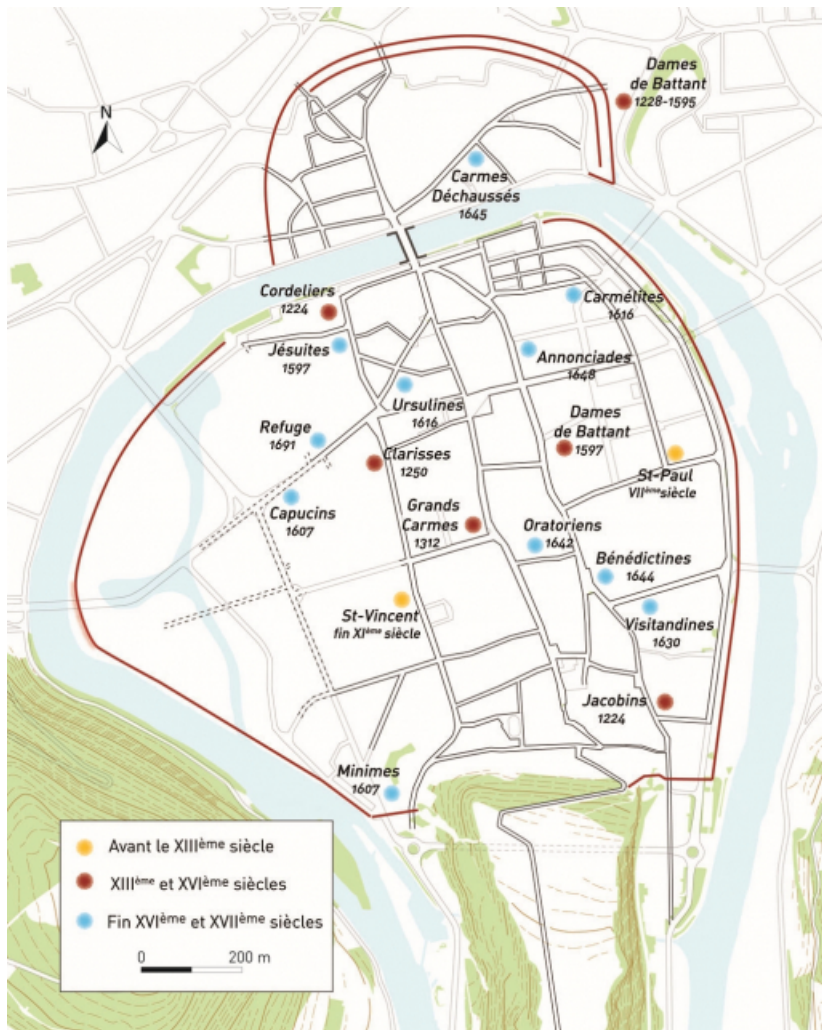 N
Dames
de Battant
1228-1595
Carmes
Déchaussés
1645
Cordeliers
1224
Carmélites
1616
Jésuites
1597
Annonciades
1648
Ursulines
1616
Dames
de Battant
1597
Refuge
1691
Clarisses
1250
St-Paul
VIIème siècle
Capucins
1607
Grands
Carmes
1312
Oratoriens
1642
Bénédictines
1644
St-Vincent
fin XIème siècle
Visitandines
1630
Jacobins
1224
Minimes
1607
Avant le XIIIème siècle
XIIIème et XVIème siècles
Fin XVIème et XVIIème siècles
0 200 m